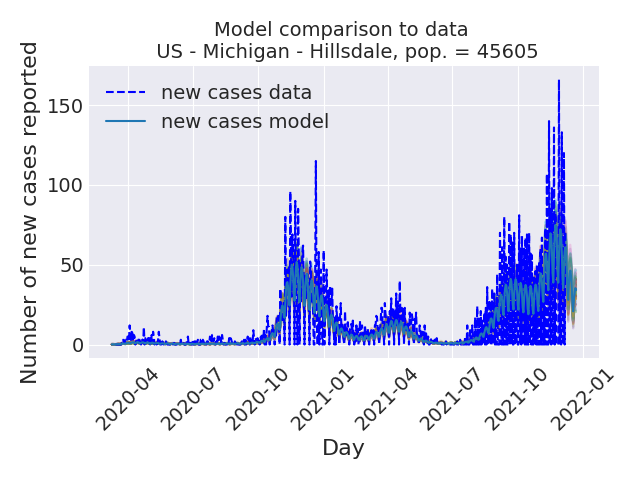 Model comparison to data
US - Michigan - Hillsdale, pop. = 45605
new cases data
new cases model
Number of new cases reported
150
100
50
0
2020-04
2020-07
2020-10
2021-01
2021-04
2021-07
2021-10
2022-01
Day